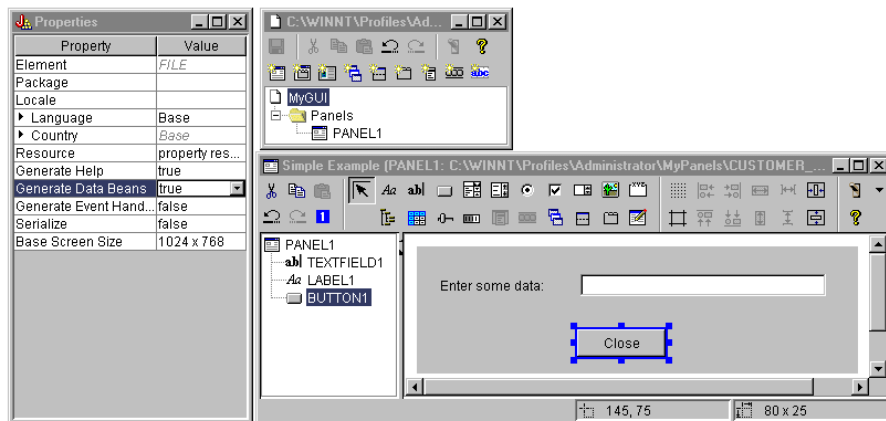 Properties
Property Value
Element FILE
Package
Locale
Language Base
Country Base
Resource property res...
Generate Help true
Generate Data Beans true
Generate Event Hand... false
Serialize false
Base Screen Size 1024 x 768
C:\WINNT\Profiles\Ad...
MyGUI
Panels
PANEL1
Simple Example (PANEL1: C:\WINNT\Profiles\Administrator\MyPanels\CUSTOMER_...
PANEL1
TEXTFIELD1
LABEL1
BUTTON1
Enter some data:
Close
145, 75
80 x 25